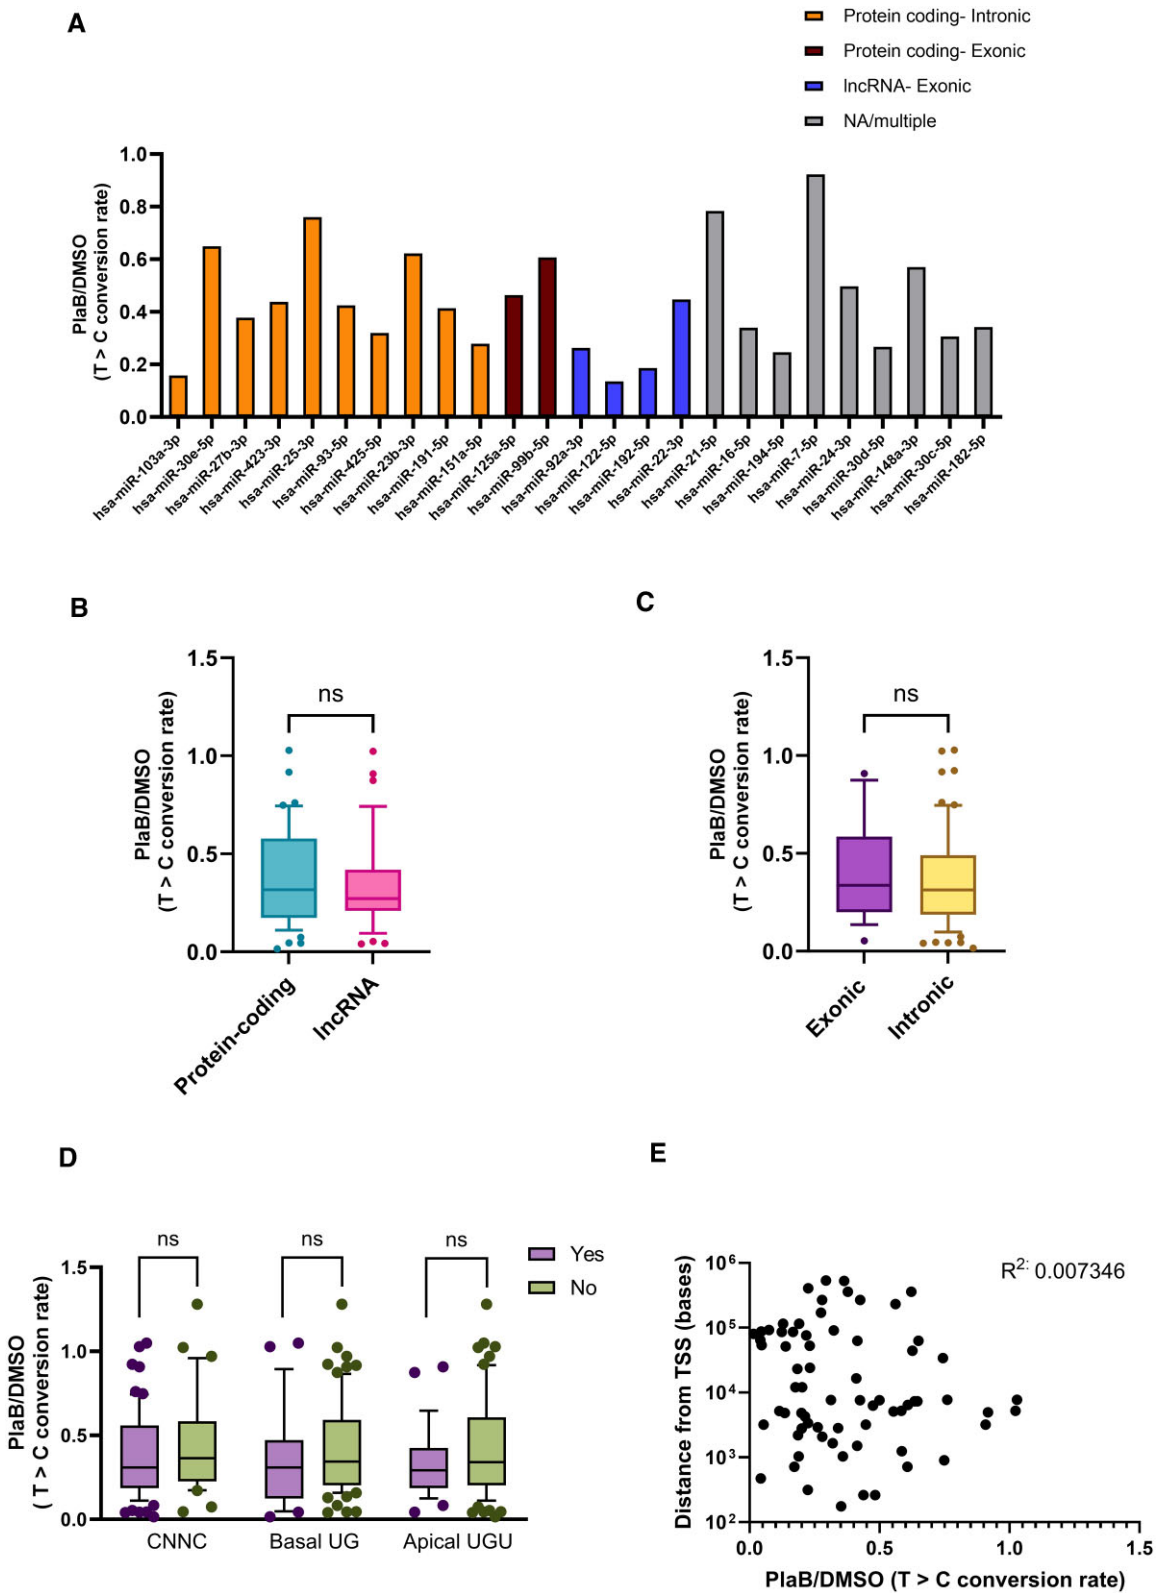 A
Protein coding- Intronic
Protein coding- Exonic
lncRNA- Exonic
NA/multiple
PlaB/DMSO
(T > C conversion rate)
1.0
0.8
0.6
0.4
0.2
0.0
hsa-miR-103a-3p
hsa-miR-30e-5p
hsa-miR-27b-3p
hsa-miR-423-3p
hsa-miR-25-3p
hsa-miR-93-5p
hsa-miR-425-5p
hsa-miR-23b-3p
hsa-miR-191-5p
hsa-miR-151a-5p
hsa-miR-125a-5p
hsa-miR-99b-5p
hsa-miR-92a-3p
hsa-miR-122-5p
hsa-miR-192-5p
hsa-miR-22-3p
hsa-miR-21-5p
hsa-miR-16-5p
hsa-miR-194-5p
hsa-miR-7-5p
hsa-miR-24-3p
hsa-miR-30d-5p
hsa-miR-148a-3p
hsa-miR-30c-5p
hsa-miR-182-5p
B
PlaB/DMSO
(T > C conversion rate)
1.5
1.0
0.5
0.0
ns
Protein-coding
lncRNA
C
PlaB/DMSO
(T > C conversion rate)
1.5
1.0
0.5
0.0
ns
Exonic
Intronic
D
PlaB/DMSO
( T > C conversion rate)
1.5
1.0
0.5
0.0
ns
ns
ns
Yes
No
CNNC
Basal UG
Apical UGU
E
Distance from TSS (bases)
10⁶
10⁵
10⁴
10³
10²
R²: 0.007346
0.0
0.5
1.0
1.5
PlaB/DMSO (T > C conversion rate)